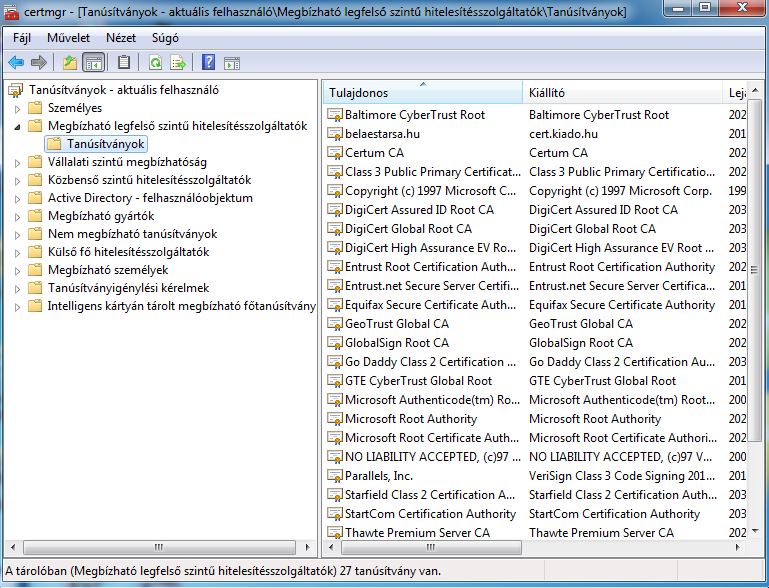 certmgr - [Tanúsítványok - aktuális felhasználó\Megbízható legfelső szintű hitelesítésszolgáltatók\Tanúsítványok]
Fájl Művelet Nézet Súgó
Tanúsítványok - aktuális felhasználó
Személyes
Megbízható legfelső szintű hitelesítésszolgáltatók
Tanúsítványok
Vállalati szintű megbízhatóság
Közbenső szintű hitelesítésszolgáltatók
Active Directory - felhasználóobjektum
Megbízható gyártók
Nem megbízható tanúsítványok
Külső fő hitelesítésszolgáltatók
Megbízható személyek
Tanúsítványigénylési kérelmek
Intelligens kártyán tárolt megbízható főtanúsítvány
Tulajdonos Kiállító Leja
Baltimore CyberTrust Root Baltimore CyberTrust Root 202
belaestarsa.hu cert.kiado.hu 201
Certum CA Certum CA 202
Class 3 Public Primary Certificat... Class 3 Public Primary Certificatio... 202
Copyright (c) 1997 Microsoft C... Copyright (c) 1997 Microsoft Corp. 199
DigiCert Assured ID Root CA DigiCert Assured ID Root CA 203
DigiCert Global Root CA DigiCert Global Root CA 203
DigiCert High Assurance EV Ro... DigiCert High Assurance EV Root ... 203
Entrust Root Certification Auth... Entrust Root Certification Authority 202
Entrust.net Secure Server Certifi... Entrust.net Secure Server Certificati... 201
Equifax Secure Certificate Auth... Equifax Secure Certificate Authority 201
GeoTrust Global CA GeoTrust Global CA 202
GlobalSign Root CA GlobalSign Root CA 202
Go Daddy Class 2 Certification ... Go Daddy Class 2 Certification Au... 203
GTE CyberTrust Global Root GTE CyberTrust Global Root 201
Microsoft Authenticode(tm) Ro... Microsoft Authenticode(tm) Root... 200
Microsoft Root Authority Microsoft Root Authority 202
Microsoft Root Certificate Auth... Microsoft Root Certificate Authori... 202
NO LIABILITY ACCEPTED, (c)97 ... NO LIABILITY ACCEPTED, (c)97 V... 200
Parallels, Inc. VeriSign Class 3 Code Signing 201... 201
Starfield Class 2 Certification A... Starfield Class 2 Certification Auth... 203
StartCom Certification Authority StartCom Certification Authority 203
Thawte Premium Server CA Thawte Premium Server CA 202
A tárolóban (Megbízható legfelső szintű hitelesítésszolgáltatók) 27 tanúsítvány van.